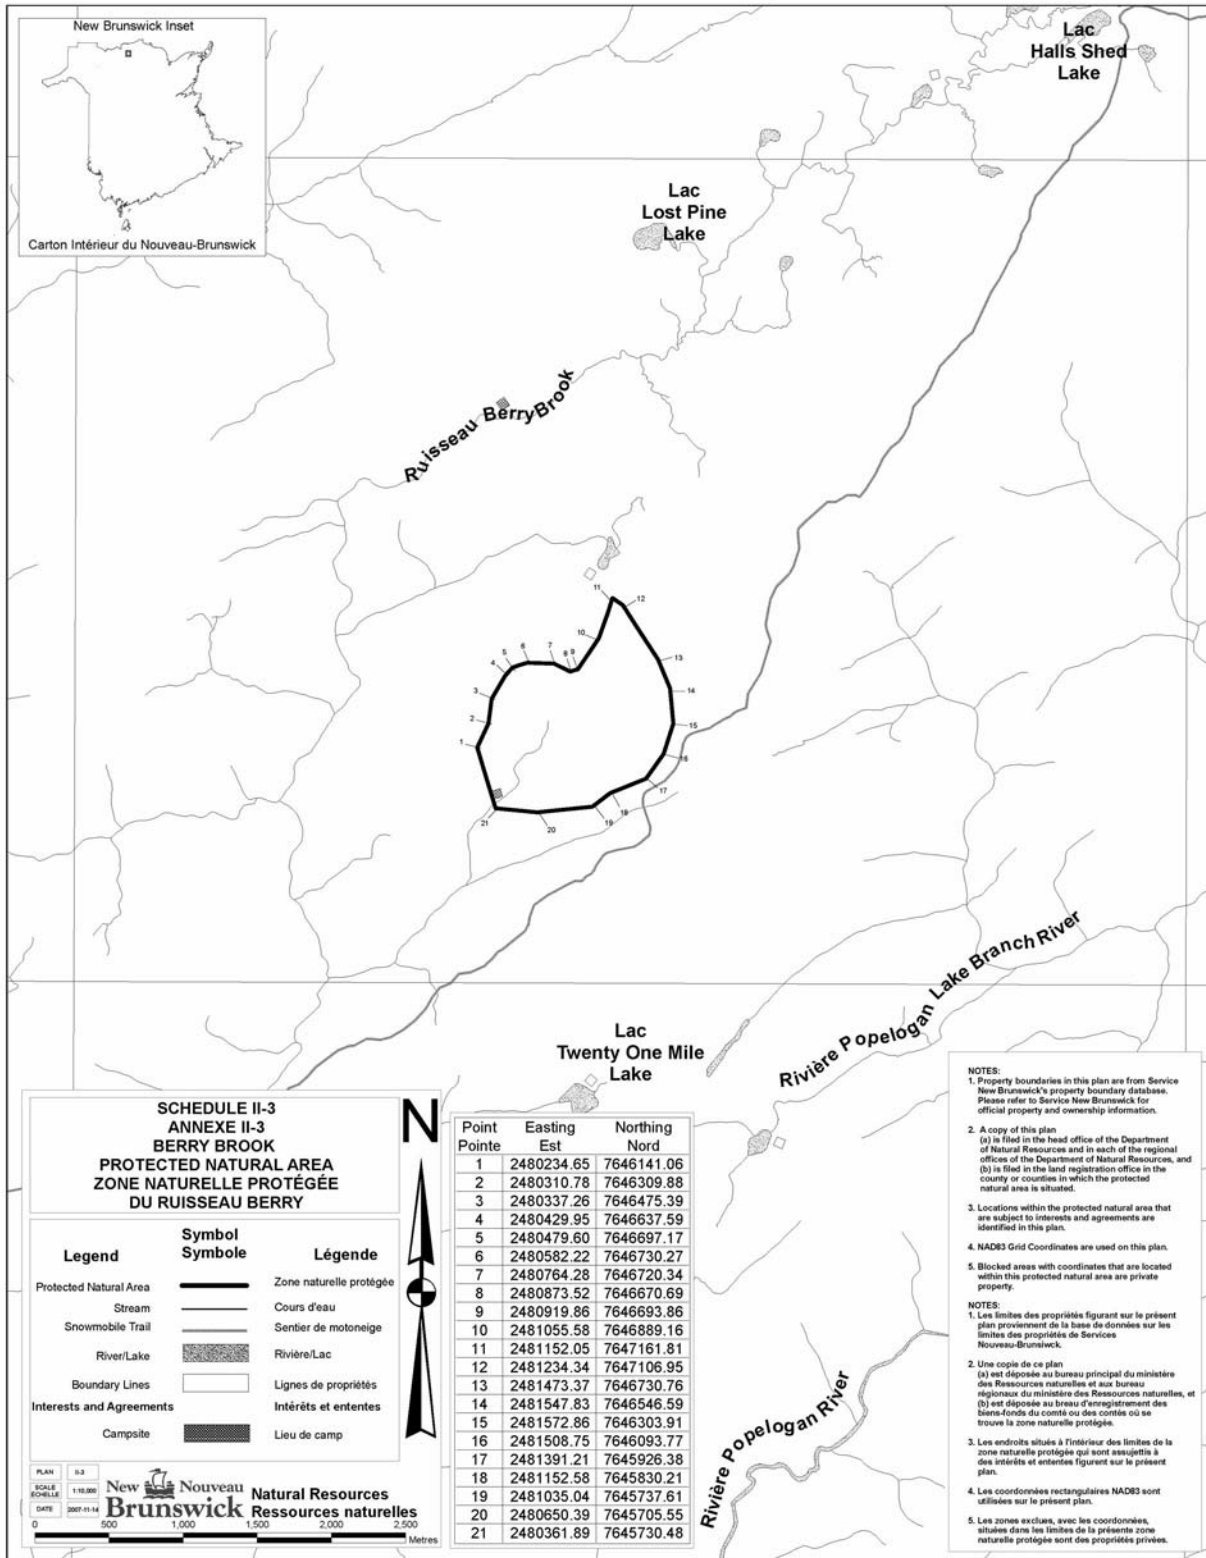 New Brunswick Inset
Carton Intérieur du Nouveau-Brunswick
Lac
Halls Shed
Lake
Lac
Lost Pine
Lake
Ruisseau BerryBrook
11
12
10
13
9
8
7
6
5
4
14
3
2
15
1
16
17
18
19
20
21
Rivière Popelogan Lake Branch River
Lac
Twenty One Mile
Lake
Rivière Popelogan River
SCHEDULE II-3
ANNEXE II-3
BERRY BROOK
PROTECTED NATURAL AREA
ZONE NATURELLE PROTÉGÉE
DU RUISSEAU BERRY
Legend Symbol Symbole Légende
Protected Natural Area Zone naturelle protégée
Stream Cours d'eau
Snowmobile Trail Sentier de motoneige
River/Lake Rivière/Lac
Boundary Lines Lignes de propriétés
Interests and Agreements Intérêts et ententes
Campsite Lieu de camp
PLAN II-3
SCALE ÉCHELLE 1:10,000
DATE 2007-11-14
New Nouveau
Brunswick
Natural Resources
Ressources naturelles
0 500 1,000 1,500 2,000 2,500
Metres
N
Point Easting Northing
Pointe Est Nord
1 2480234.65 7646141.06
2 2480310.78 7646309.88
3 2480337.26 7646475.39
4 2480429.95 7646637.59
5 2480479.60 7646697.17
6 2480582.22 7646730.27
7 2480764.28 7646720.34
8 2480873.52 7646670.69
9 2480919.86 7646693.86
10 2481055.58 7646889.16
11 2481152.05 7647161.81
12 2481234.34 7647106.95
13 2481473.37 7646730.76
14 2481547.83 7646546.59
15 2481572.86 7646303.91
16 2481508.75 7646093.77
17 2481391.21 7645926.38
18 2481152.58 7645830.21
19 2481035.04 7645737.61
20 2480650.39 7645705.55
21 2480361.89 7645730.48
NOTES:
1. Property boundaries in this plan are from Service
New Brunswick's property boundary database.
Please refer to Service New Brunswick for
official property and ownership information.
2. A copy of this plan
(a) is filed in the head office of the Department
of Natural Resources and in each of the regional
offices of the Department of Natural Resources, and
(b) is filed in the land registration office in the
county or counties in which the protected
natural area is situated.
3. Locations within the protected natural area that
are subject to interests and agreements are
identified in this plan.
4. NAD83 Grid Coordinates are used on this plan.
5. Blocked areas with coordinates that are located
within this protected natural area are private
property.
NOTES:
1. Les limites des propriétés figurant sur le présent
plan proviennent de la base de données sur les
limites des propriétés de Services
Nouveau-Brunsiwck.
2. Une copie de ce plan
(a) est déposée au bureau principal du ministère
des Ressources naturelles et aux bureau
régionaux du ministère des Ressources naturelles, et
(b) est déposée au breau d'enregistrement des
biens-fonds du comté ou des contés où se
trouve la zone naturelle protégée.
3. Les endroits situés à l'intérieur des limites de la
zone naturelle protégée qui sont assujettis à
des intérêts et ententes figurent sur le présent
plan.
4. Les coordonnées rectangulaires NAD83 sont
utilisées sur le présent plan.
5. Les zones exclues, avec les coordonnées,
situées dans les limites de la présente zone
naturelle protégée sont des propriétés privées.